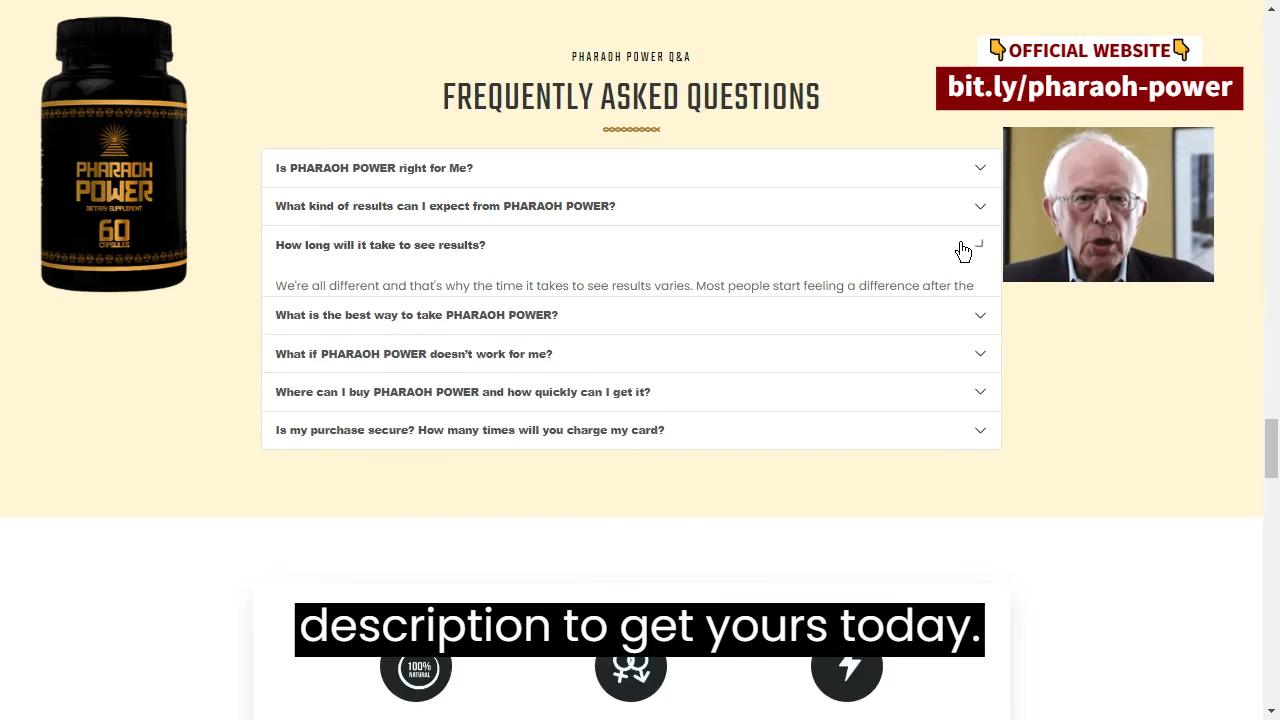 PHARAOH POWER Q&A
FREQUENTLY ASKED QUESTIONS
👇OFFICIAL WEBSITE👇
bit.ly/pharaoh-power
PHARAOH
POWER
DIETARY SUPPLEMENT
60
CAPSULES
Is PHARAOH POWER right for Me?
What kind of results can I expect from PHARAOH POWER?
How long will it take to see results?
We're all different and that's why the time it takes to see results varies. Most people start feeling a difference after the
What is the best way to take PHARAOH POWER?
What if PHARAOH POWER doesn’t work for me?
Where can I buy PHARAOH POWER and how quickly can I get it?
Is my purchase secure? How many times will you charge my card?
description to get yours today.
100%
NATURAL